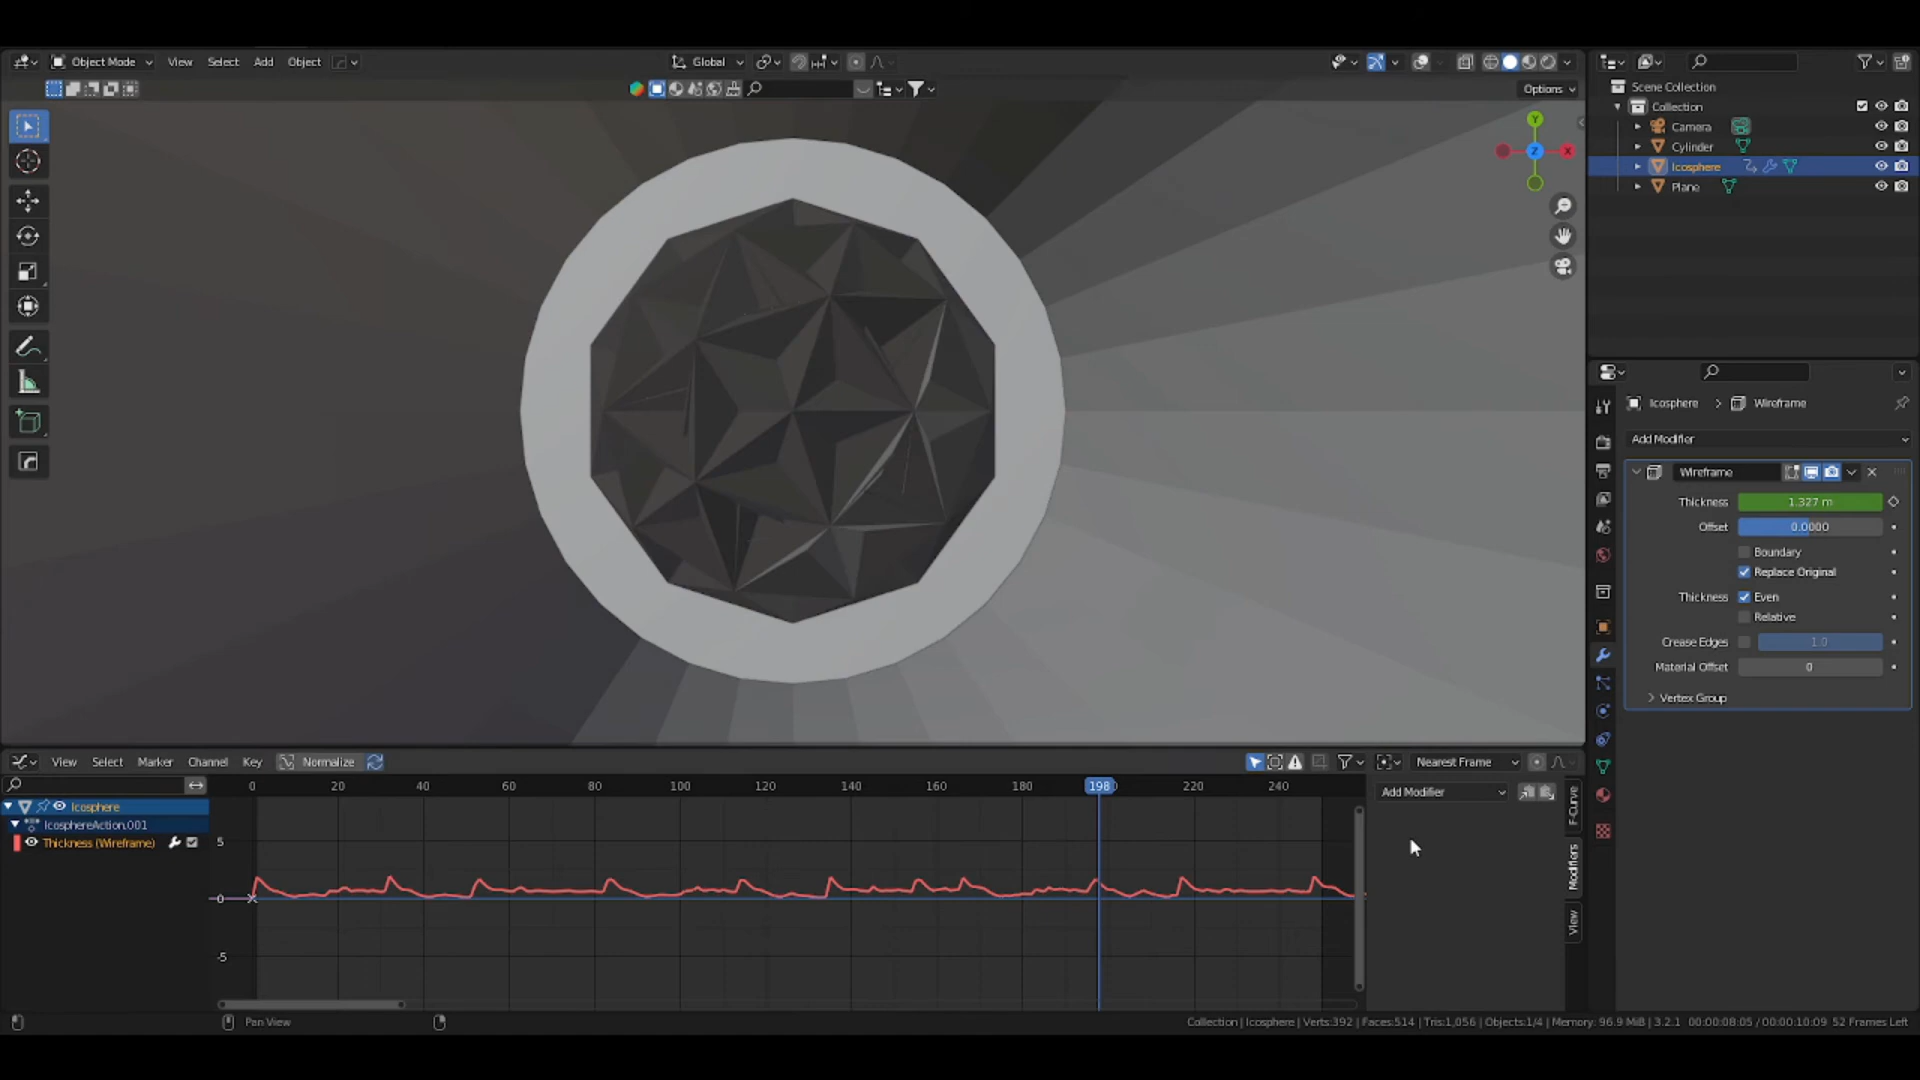 Object Mode View Select Add Object Global
Options
Y
X
Z
Scene Collection
Collection
Camera
Cylinder
Icosphere
Plane
Icosphere > Wireframe
Add Modifier
Wireframe
Thickness 1.327 m
Offset 0.0000
Boundary
Replace Original
Thickness Even
Relative
Crease Edges 1.0
Material Offset 0
Vertex Group
View Select Marker Channel Key Normalize Nearest Frame
0 20 40 60 80 100 120 140 160 180 198 220 240
Add Modifier
F-Curve
Modifiers
View
Icosphere
IcosphereAction.001
Thickness (Wireframe)
5
0
-5
Pan View
Collection | Icosphere | Verts:392 | Faces:514 | Tris:1,056 | Objects:1/4 | Memory: 96.9 MiB | 3.2.1 00:00:08:05 / 00:00:10:09 52 Frames Left